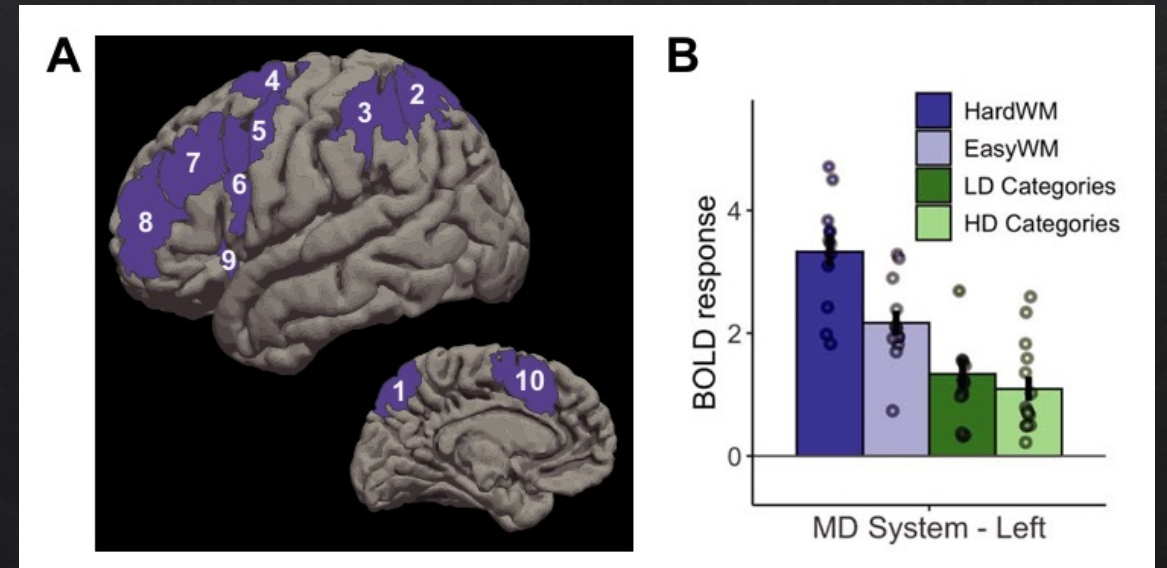 A
4
2
3
5
7
6
8
9
1
10
B
HardWM
EasyWM
LD Categories
HD Categories
BOLD response
4
2
0
MD System - Left